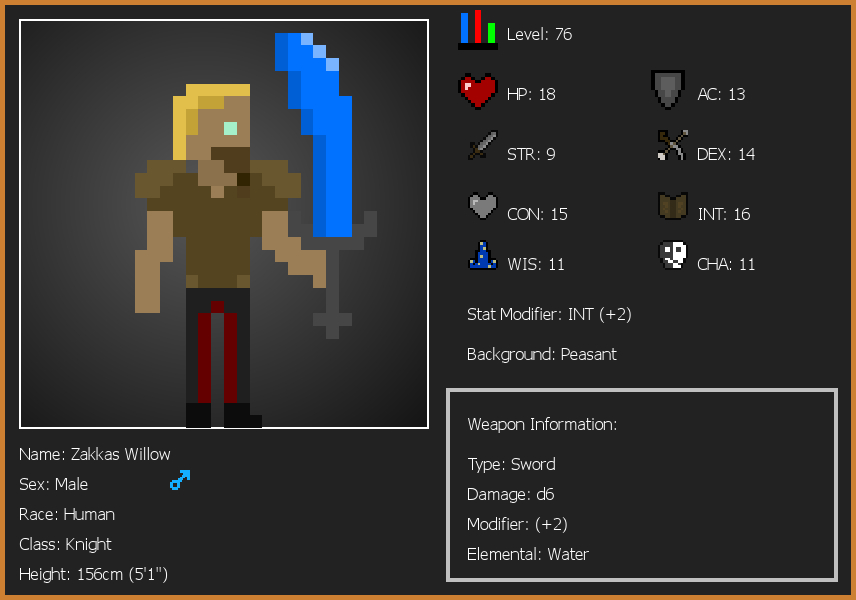 Level: 76
HP: 18
AC: 13
STR: 9
DEX: 14
CON: 15
INT: 16
WIS: 11
CHA: 11
Stat Modifier: INT (+2)
Background: Peasant
Weapon Information:
Type: Sword
Damage: d6
Modifier: (+2)
Elemental: Water
Name: Zakkas Willow
Sex: Male
Race: Human
Class: Knight
Height: 156cm (5'1")